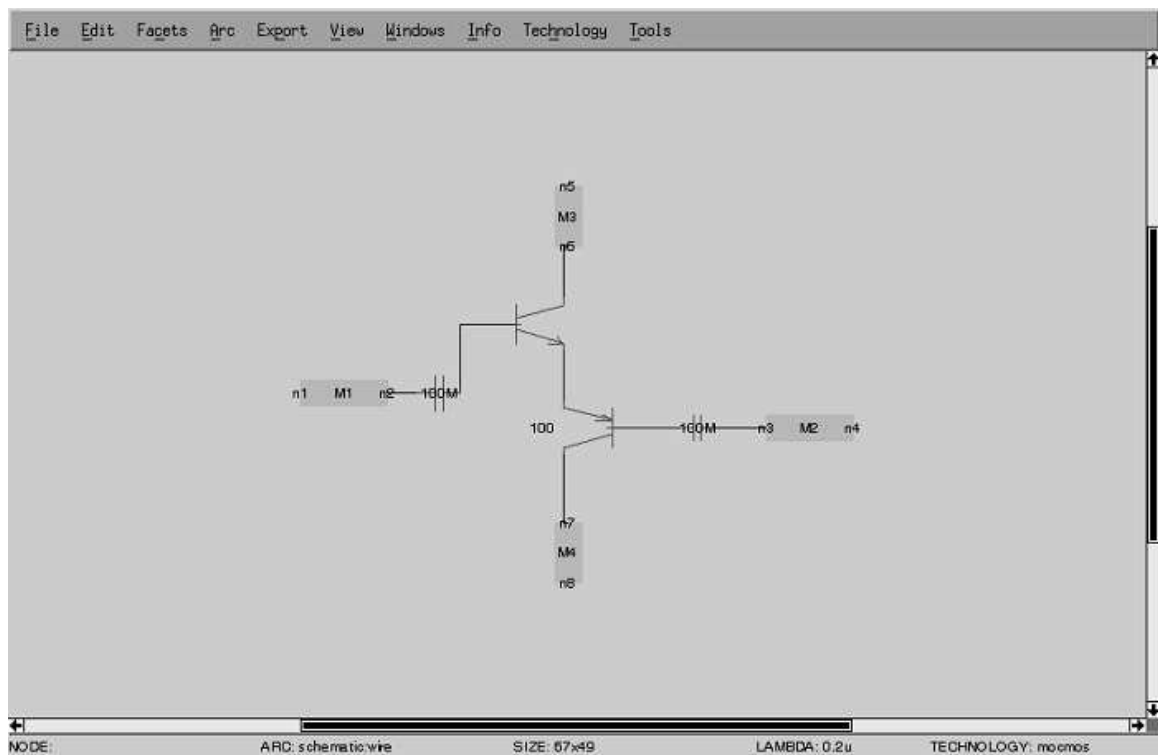 File Edit Facets Arc Export View Windows Info Technology Tools
n5
M3
n6
n1 M1 n2 100M
100 100M n3 M2 n4
n7
M4
n8
NODE: ARC: schematic:wire SIZE: 67x49 LAMBDA: 0.2u TECHNOLOGY: mocmos